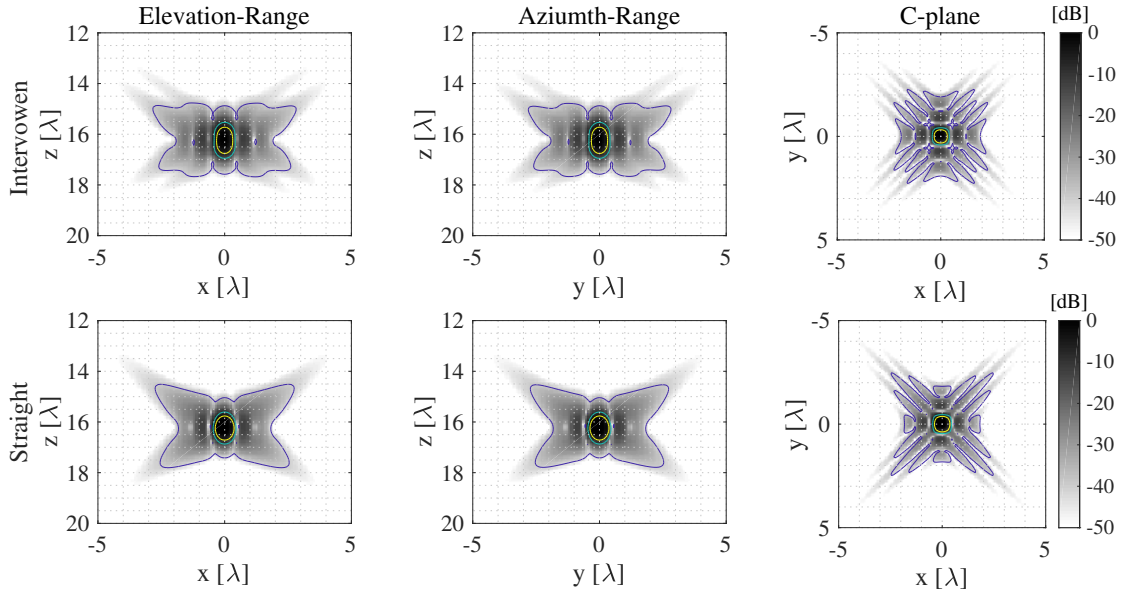 Elevation-Range
Aziumth-Range
C-plane
[dB]
Intervowen
z [λ]
12
14
16
18
20
-5
0
5
x [λ]
z [λ]
12
14
16
18
20
-5
0
5
y [λ]
y [λ]
-5
0
5
-5
0
5
x [λ]
0
-10
-20
-30
-40
-50
[dB]
Straight
z [λ]
12
14
16
18
20
-5
0
5
x [λ]
z [λ]
12
14
16
18
20
-5
0
5
y [λ]
y [λ]
-5
0
5
-5
0
5
x [λ]
0
-10
-20
-30
-40
-50